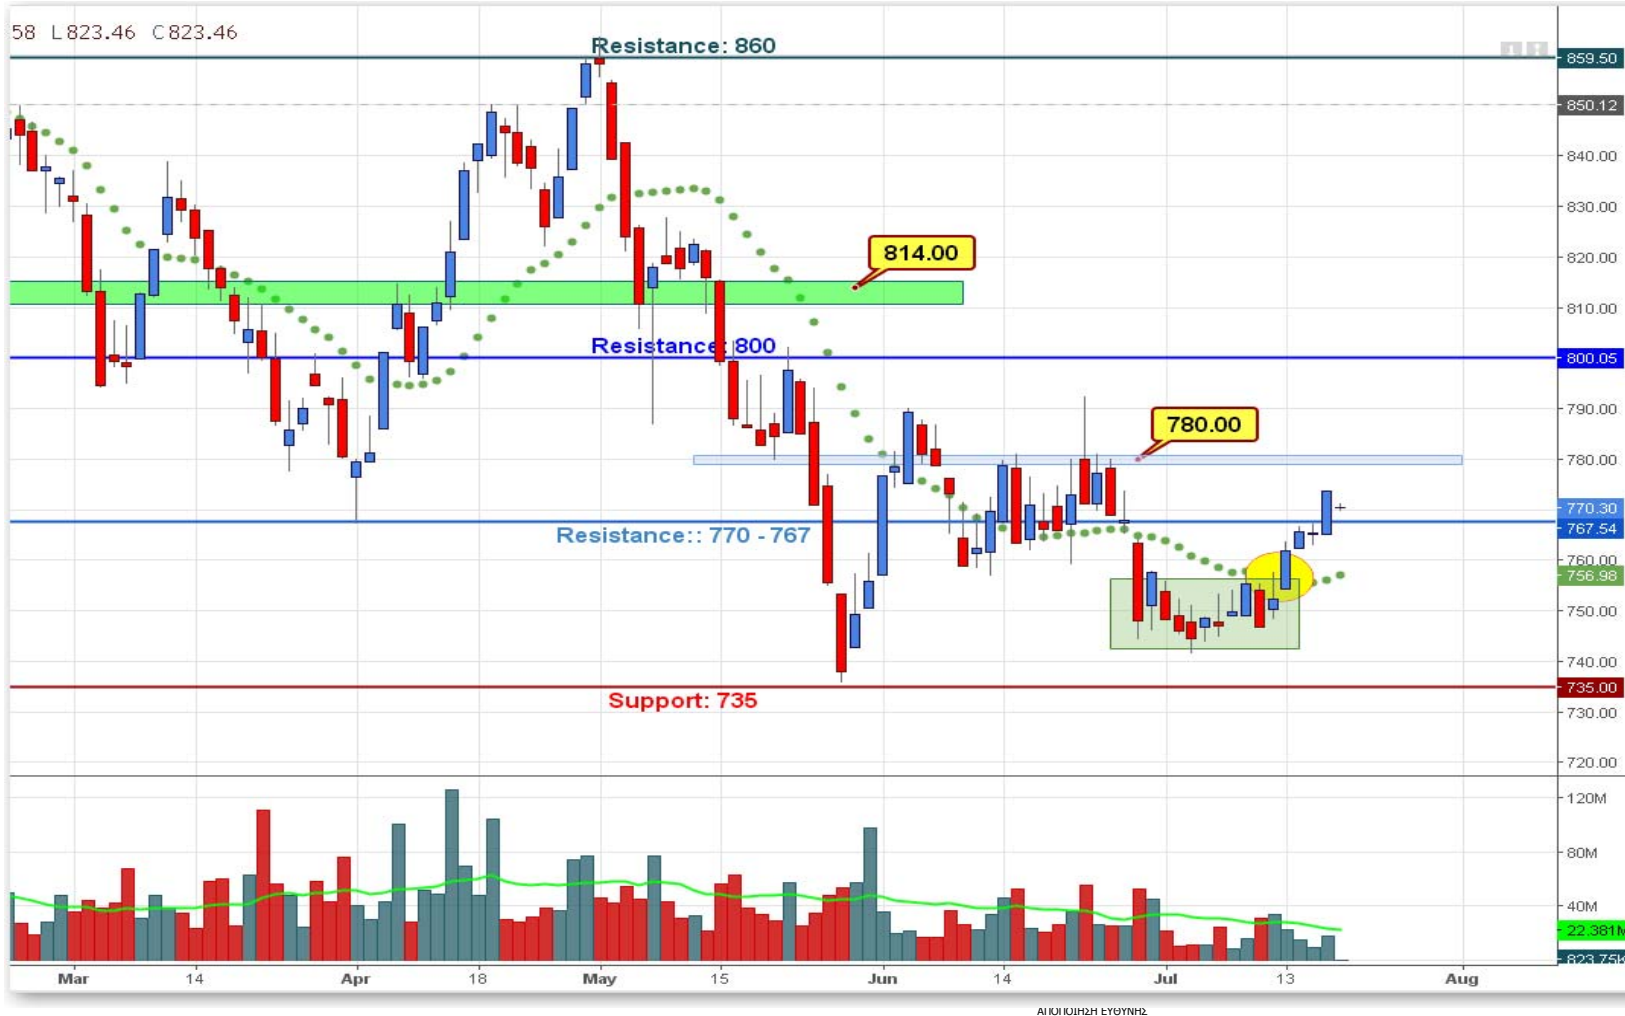 58 L823.46 C823.46
Resistance: 860
859.50
850.12
840.00
830.00
820.00
814.00
810.00
Resistance: 800
800.05
790.00
780.00
780.00
770.30
Resistance:: 770 - 767
767.54
760.00
756.98
750.00
740.00
735.00
Support: 735
730.00
720.00
120M
80M
40M
22.381M
823.75K
Mar 14 Apr 18 May 15 Jun 14 Jul 13 Aug
ΑΠΟΠΟΙΗΣΗ ΕΥΘΥΝΗΣ